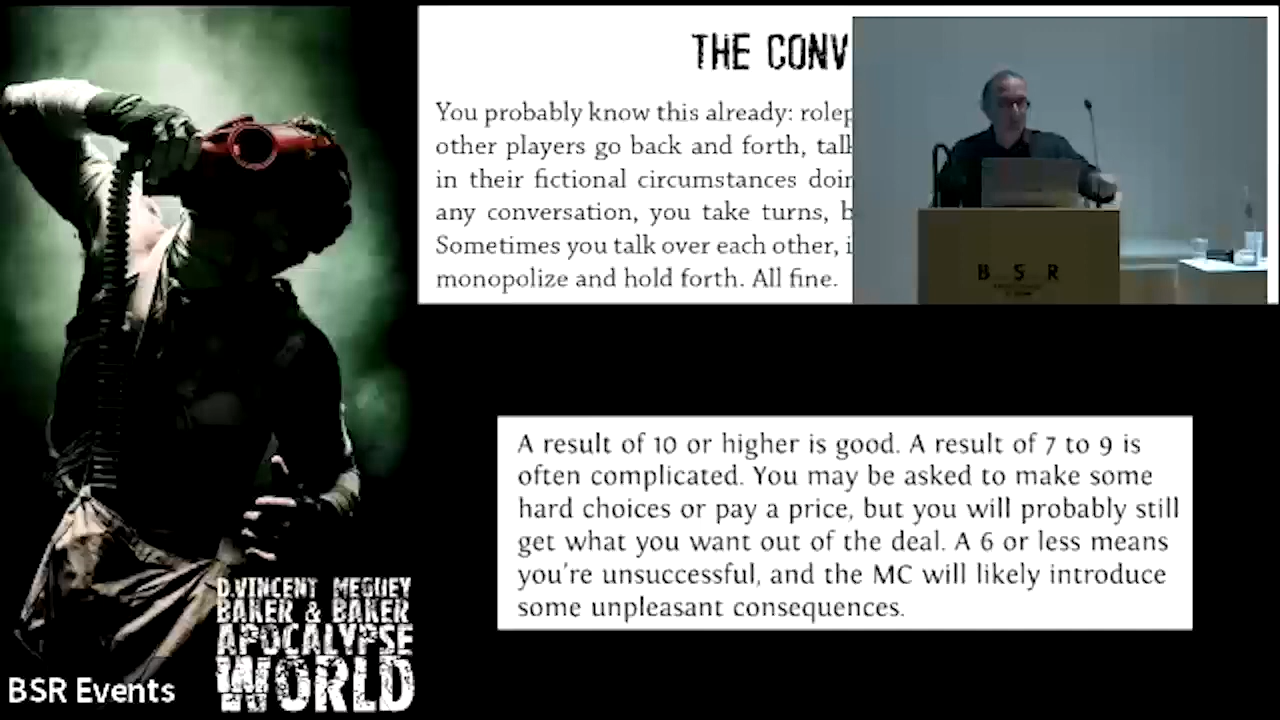 THE CONV
You probably know this already: rolep
other players go back and forth, talk
in their fictional circumstances doin
any conversation, you take turns, b
Sometimes you talk over each other, i
monopolize and hold forth. All fine.
B S R
A result of 10 or higher is good. A result of 7 to 9 is
often complicated. You may be asked to make some
hard choices or pay a price, but you will probably still
get what you want out of the deal. A 6 or less means
you're unsuccessful, and the MC will likely introduce
some unpleasant consequences.
D.VINCENT MEGUEY
BAKER & BAKER
APOCALYPSE
WORLD
BSR Events